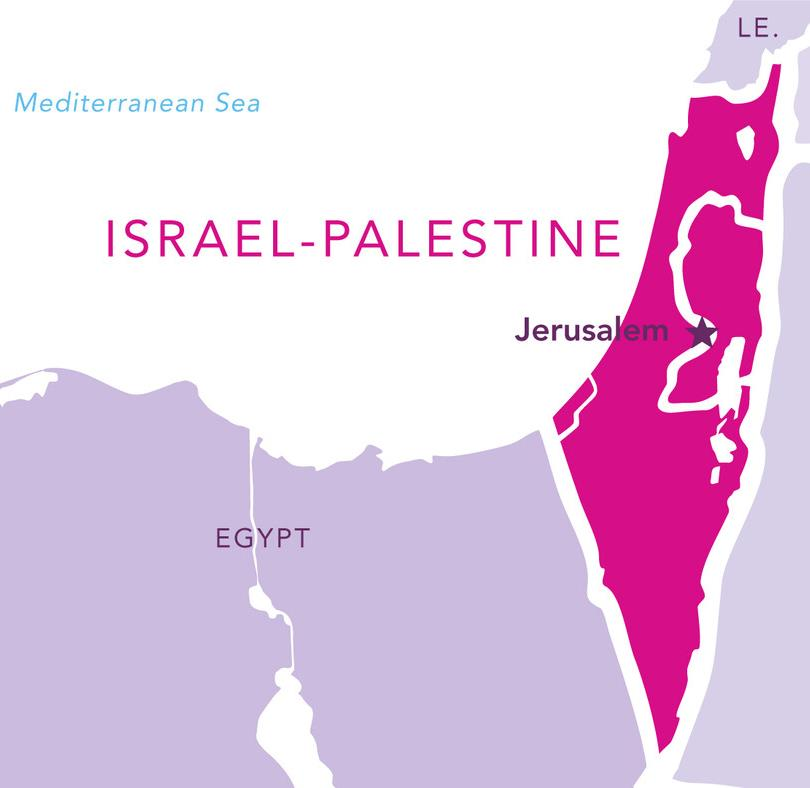 LE.
Mediterranean Sea
ISRAEL-PALESTINE
Jerusalem
EGYPT